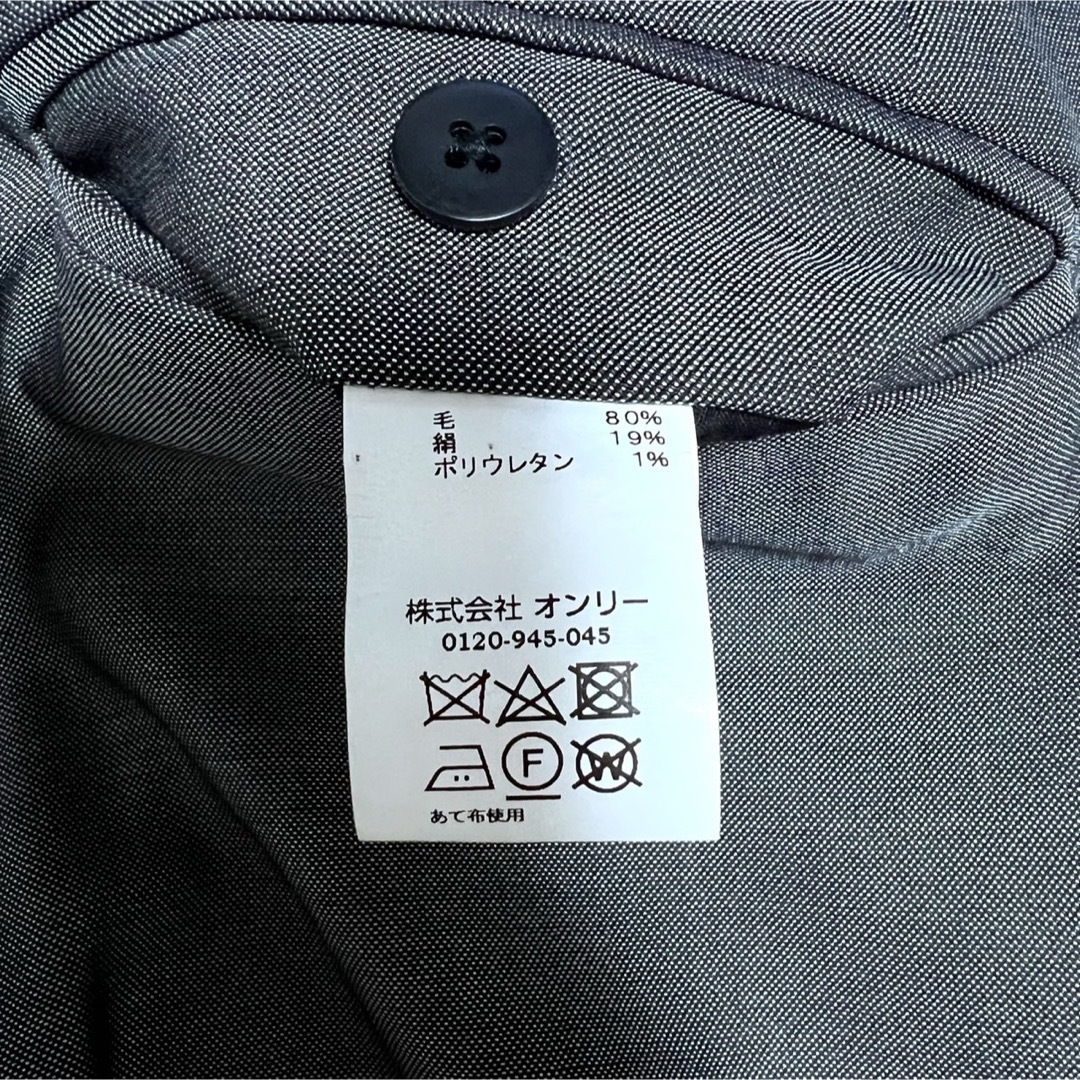 毛 80%
絹 19%
ポリウレタン 1%
株式会社 オンリー
0120-945-045
F W
あて布使用